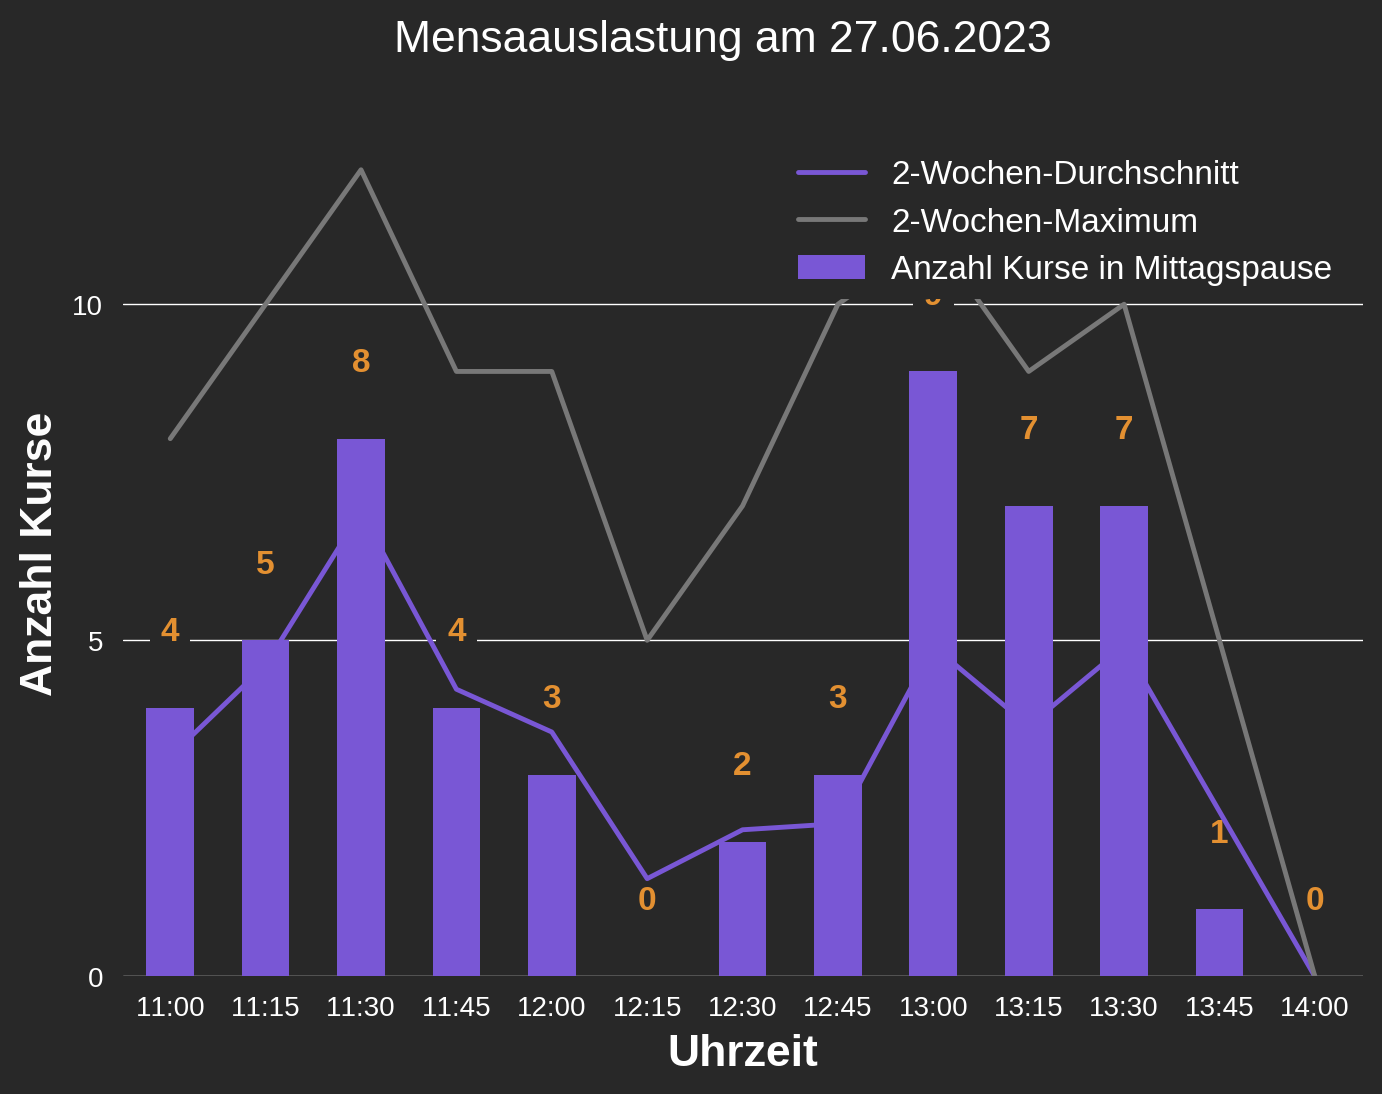 Mensaauslastung am 27.06.2023
2-Wochen-Durchschnitt
2-Wochen-Maximum
Anzahl Kurse in Mittagspause
Anzahl Kurse
10
5
0
4
5
8
4
3
0
2
3
7
7
1
0
11:00 11:15 11:30 11:45 12:00 12:15 12:30 12:45 13:00 13:15 13:30 13:45 14:00
Uhrzeit